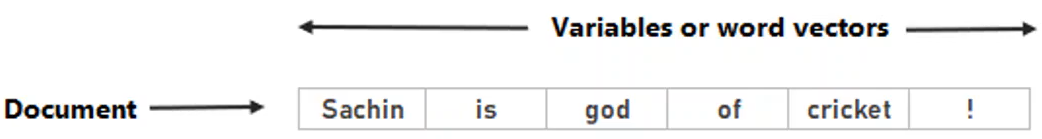 Variables or word vectors
Document Sachin is god of cricket !